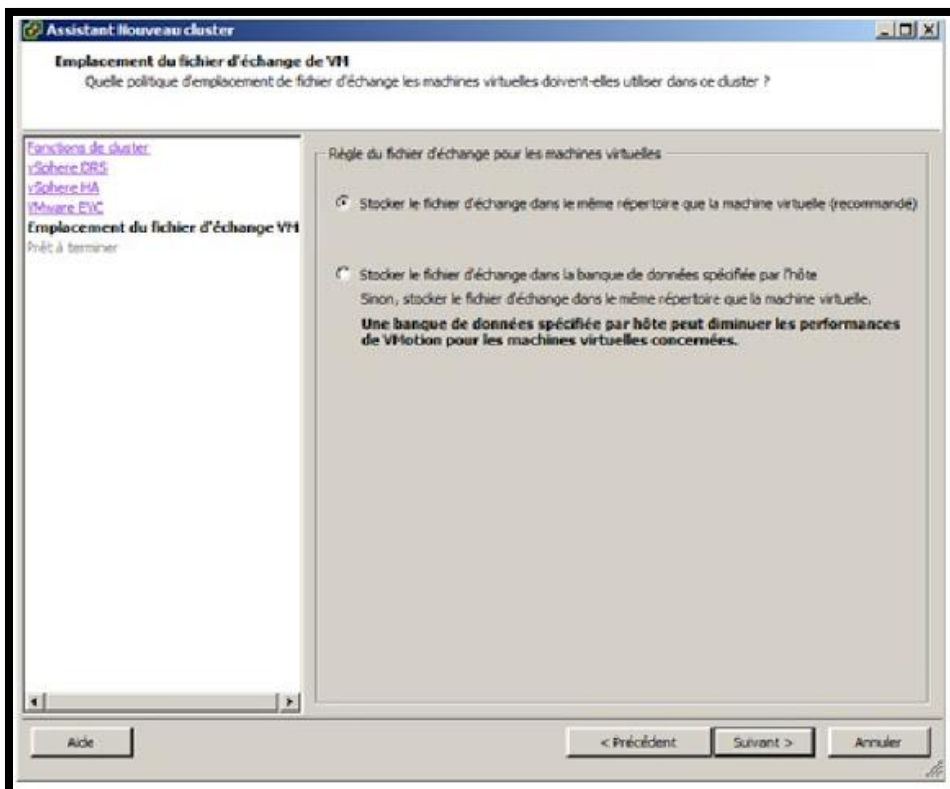 Assistant Nouveau cluster
Emplacement du fichier d'échange de VM
Quelle politique d'emplacement de fichier d'échange les machines virtuelles doivent-elles utiliser dans ce cluster ?
Fonctions de cluster
vSphere DRS
vSphere HA
VMware EVC
Emplacement du fichier d'échange VM
Prêt à terminer
Règle du fichier d'échange pour les machines virtuelles
Stocker le fichier d'échange dans le même répertoire que la machine virtuelle (recommandé)
Stocker le fichier d'échange dans la banque de données spécifiée par l'hôte
Sinon, stocker le fichier d'échange dans le même répertoire que la machine virtuelle.
Une banque de données spécifiée par hôte peut diminuer les performances
de VMotion pour les machines virtuelles concernées.
Aide
< Précédent
Suivant >
Annuler